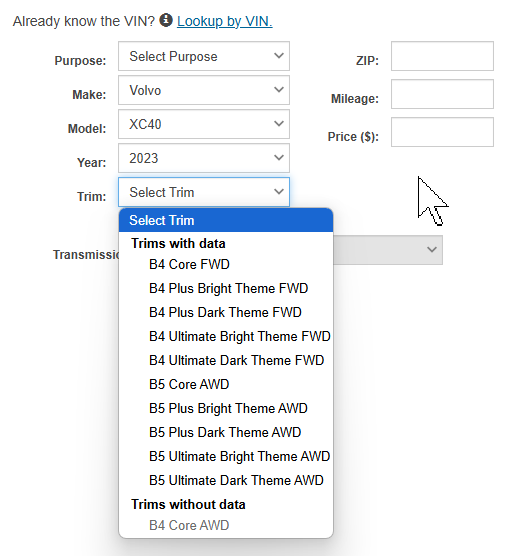 Already know the VIN? Lookup by VIN.
Purpose: Select Purpose
ZIP:
Make: Volvo
Mileage:
Model: XC40
Price ($):
Year: 2023
Trim: Select Trim
Select Trim
Trims with data
Transmissio
B4 Core FWD
B4 Plus Bright Theme FWD
B4 Plus Dark Theme FWD
B4 Ultimate Bright Theme FWD
B4 Ultimate Dark Theme FWD
B5 Core AWD
B5 Plus Bright Theme AWD
B5 Plus Dark Theme AWD
B5 Ultimate Bright Theme AWD
B5 Ultimate Dark Theme AWD
Trims without data
B4 Core AWD